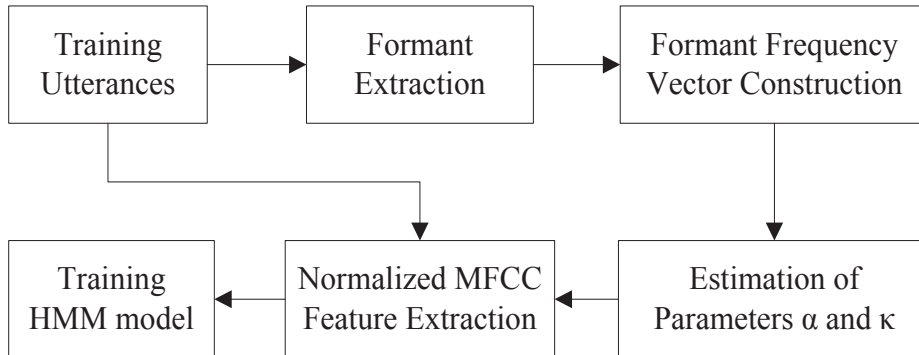 Training
Utterances
Formant
Extraction
Formant Frequency
Vector Construction
Training
HMM model
Normalized MFCC
Feature Extraction
Estimation of
Parameters α and κ